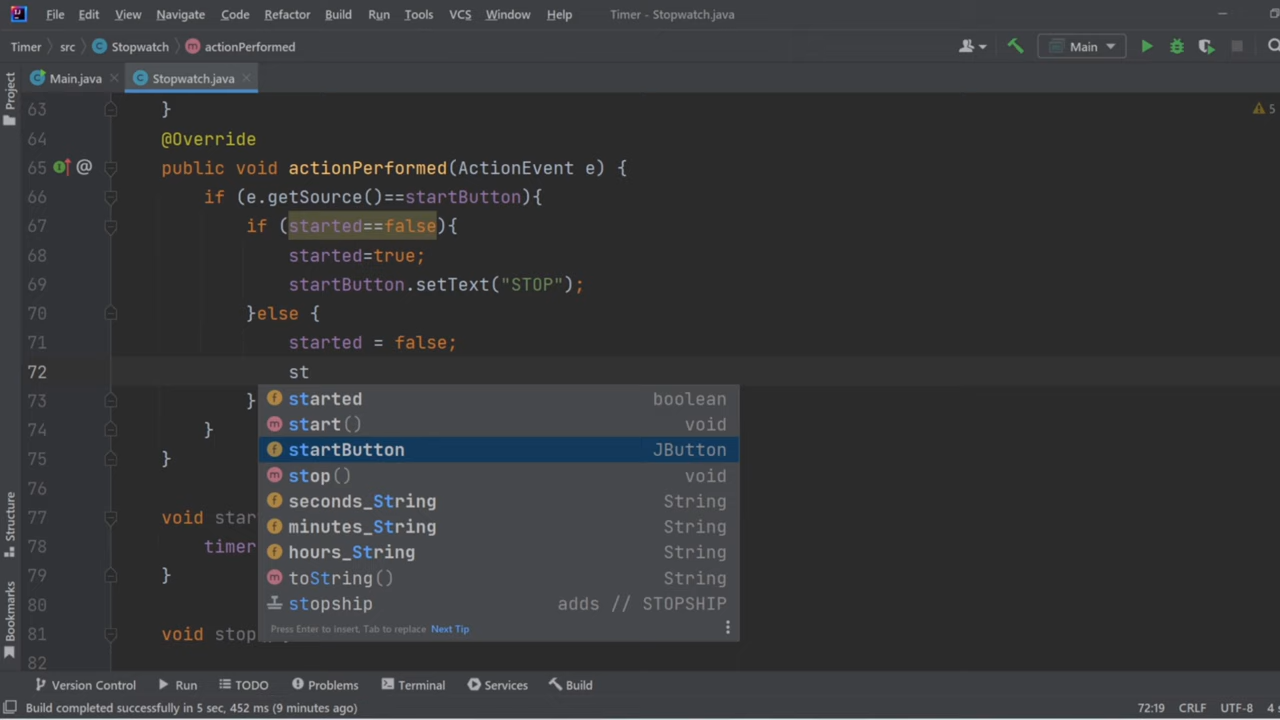 File Edit View Navigate Code Refactor Build Run Tools VCS Window Help Timer - Stopwatch.java
Timer src Stopwatch actionPerformed Main
Project
Main.java Stopwatch.java
63 }
5
64 @Override
65 @ public void actionPerformed(ActionEvent e) {
66 if (e.getSource()==startButton){
67 if (started==false){
68 started=true;
69 startButton.setText("STOP");
70 }else {
71 started = false;
72 st
73 }
74 }
75 }
76
77 void star
78 timer
79 }
80
81 void stop
82
started boolean
start() void
startButton JButton
stop() void
seconds_String String
minutes_String String
hours_String String
toString() String
stopship adds // STOPSHIP
Press Enter to insert, Tab to replace Next Tip
Structure
Bookmarks
Version Control Run TODO Problems Terminal Services Build
Build completed successfully in 5 sec, 452 ms (9 minutes ago) 72:19 CRLF UTF-8 4 s